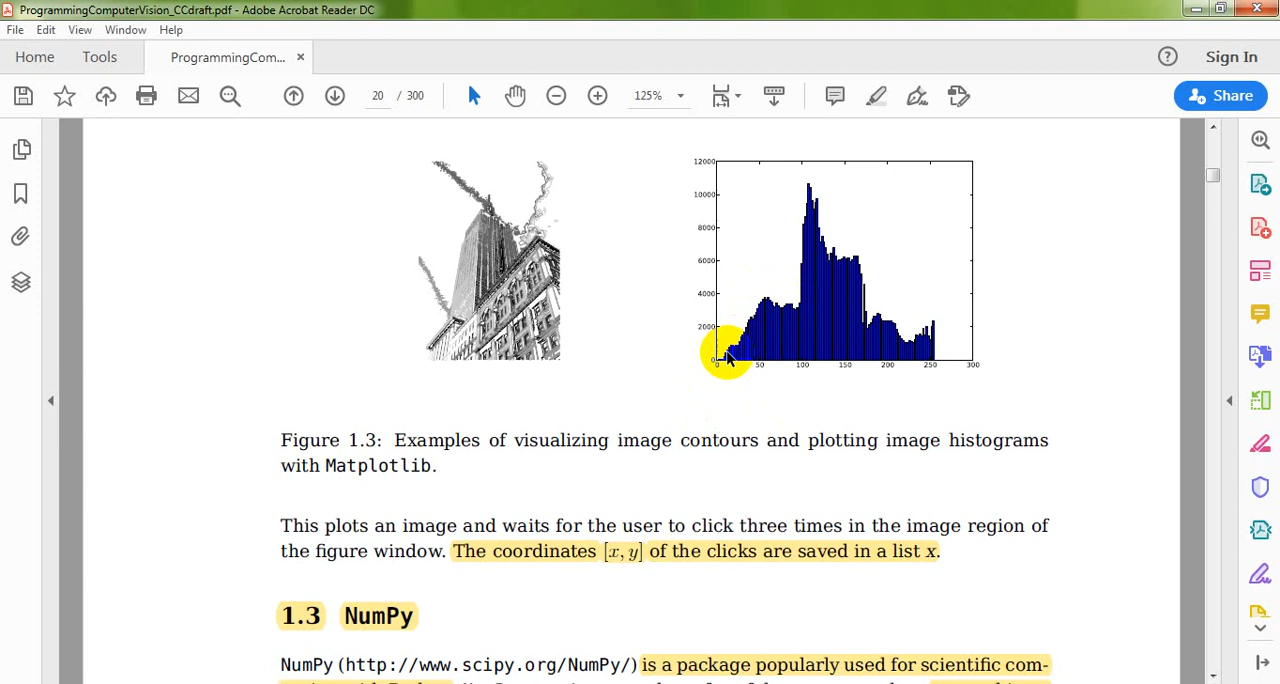 ProgrammingComputerVision_CCdraft.pdf - Adobe Acrobat Reader DC
File Edit View Window Help
Home Tools ProgrammingCom... × ? Sign In
20 / 300 125% Share
12000
10000
8000
6000
4000
2000
0
0 50 100 150 200 250 300
Figure 1.3: Examples of visualizing image contours and plotting image histograms
with Matplotlib.
This plots an image and waits for the user to click three times in the image region of
the figure window. The coordinates [x, y] of the clicks are saved in a list x.
1.3 NumPy
NumPy (http://www.scipy.org/NumPy/) is a package popularly used for scientific com-